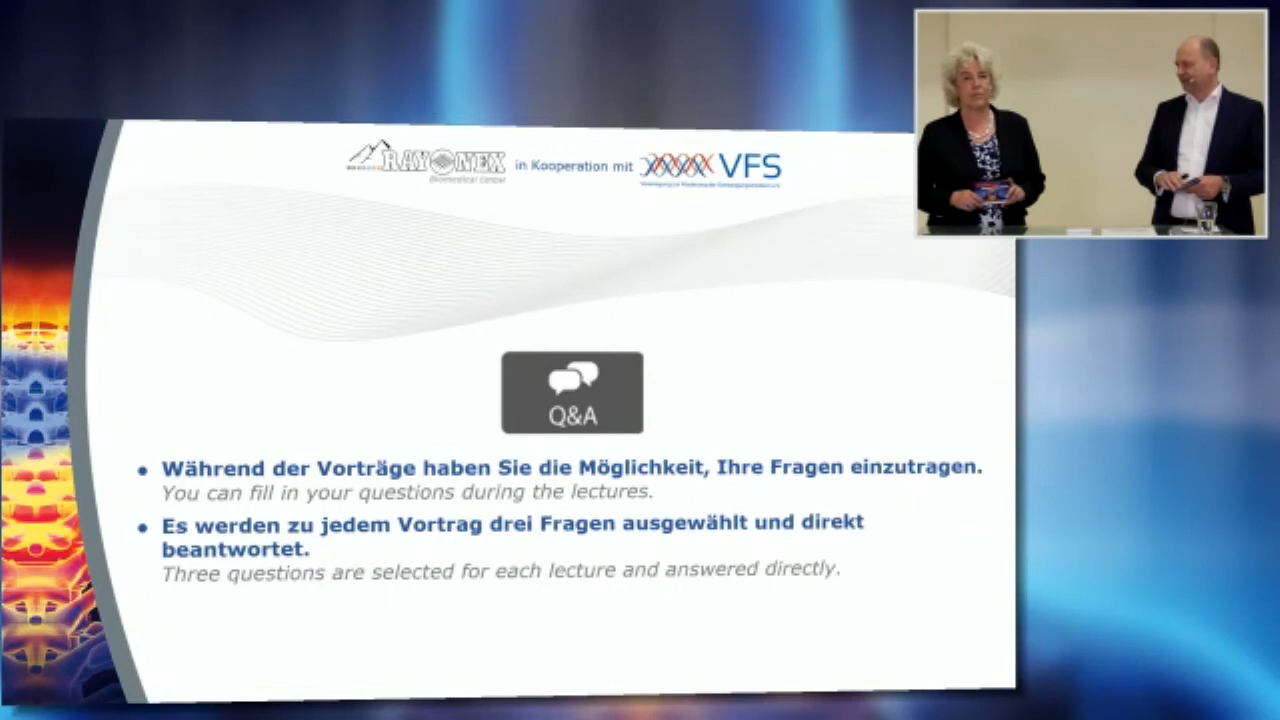 RAYONEX
Biomedical GmbH
in Kooperation mit
VFS
Q&A
• Während der Vorträge haben Sie die Möglichkeit, Ihre Fragen einzutragen.
You can fill in your questions during the lectures.
• Es werden zu jedem Vortrag drei Fragen ausgewählt und direkt
beantwortet.
Three questions are selected for each lecture and answered directly.